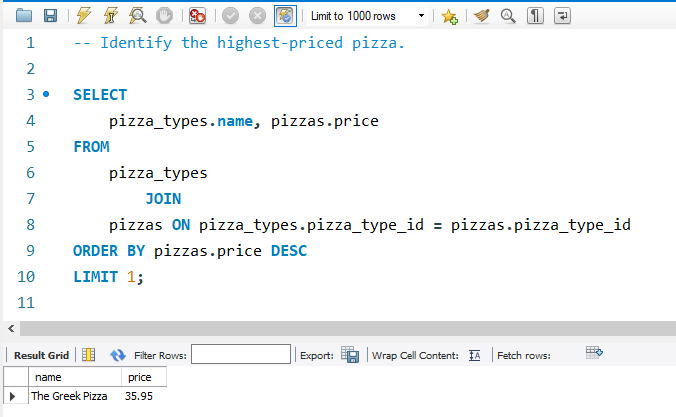 Limit to 1000 rows
1 -- Identify the highest-priced pizza.
2
3 SELECT
4 pizza_types.name, pizzas.price
5 FROM
6 pizza_types
7 JOIN
8 pizzas ON pizza_types.pizza_type_id = pizzas.pizza_type_id
9 ORDER BY pizzas.price DESC
10 LIMIT 1;
11
Result Grid Filter Rows: Export: Wrap Cell Content: IA Fetch rows:
name price
The Greek Pizza 35.95